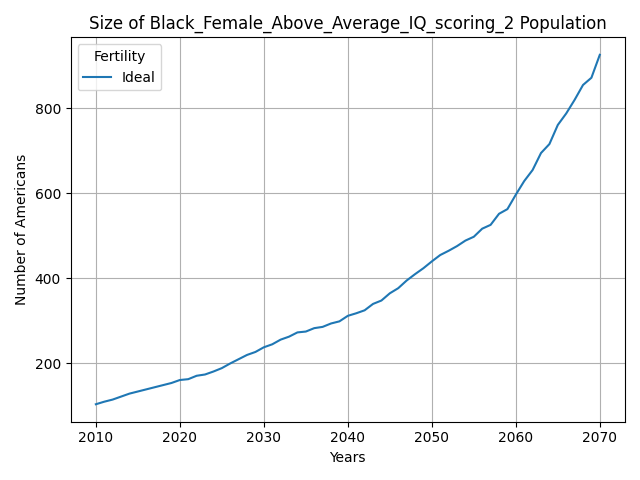 Size of Black_Female_Above_Average_IQ_scoring_2 Population
Fertility
Ideal
Number of Americans
800
600
400
200
2010 2020 2030 2040 2050 2060 2070
Years